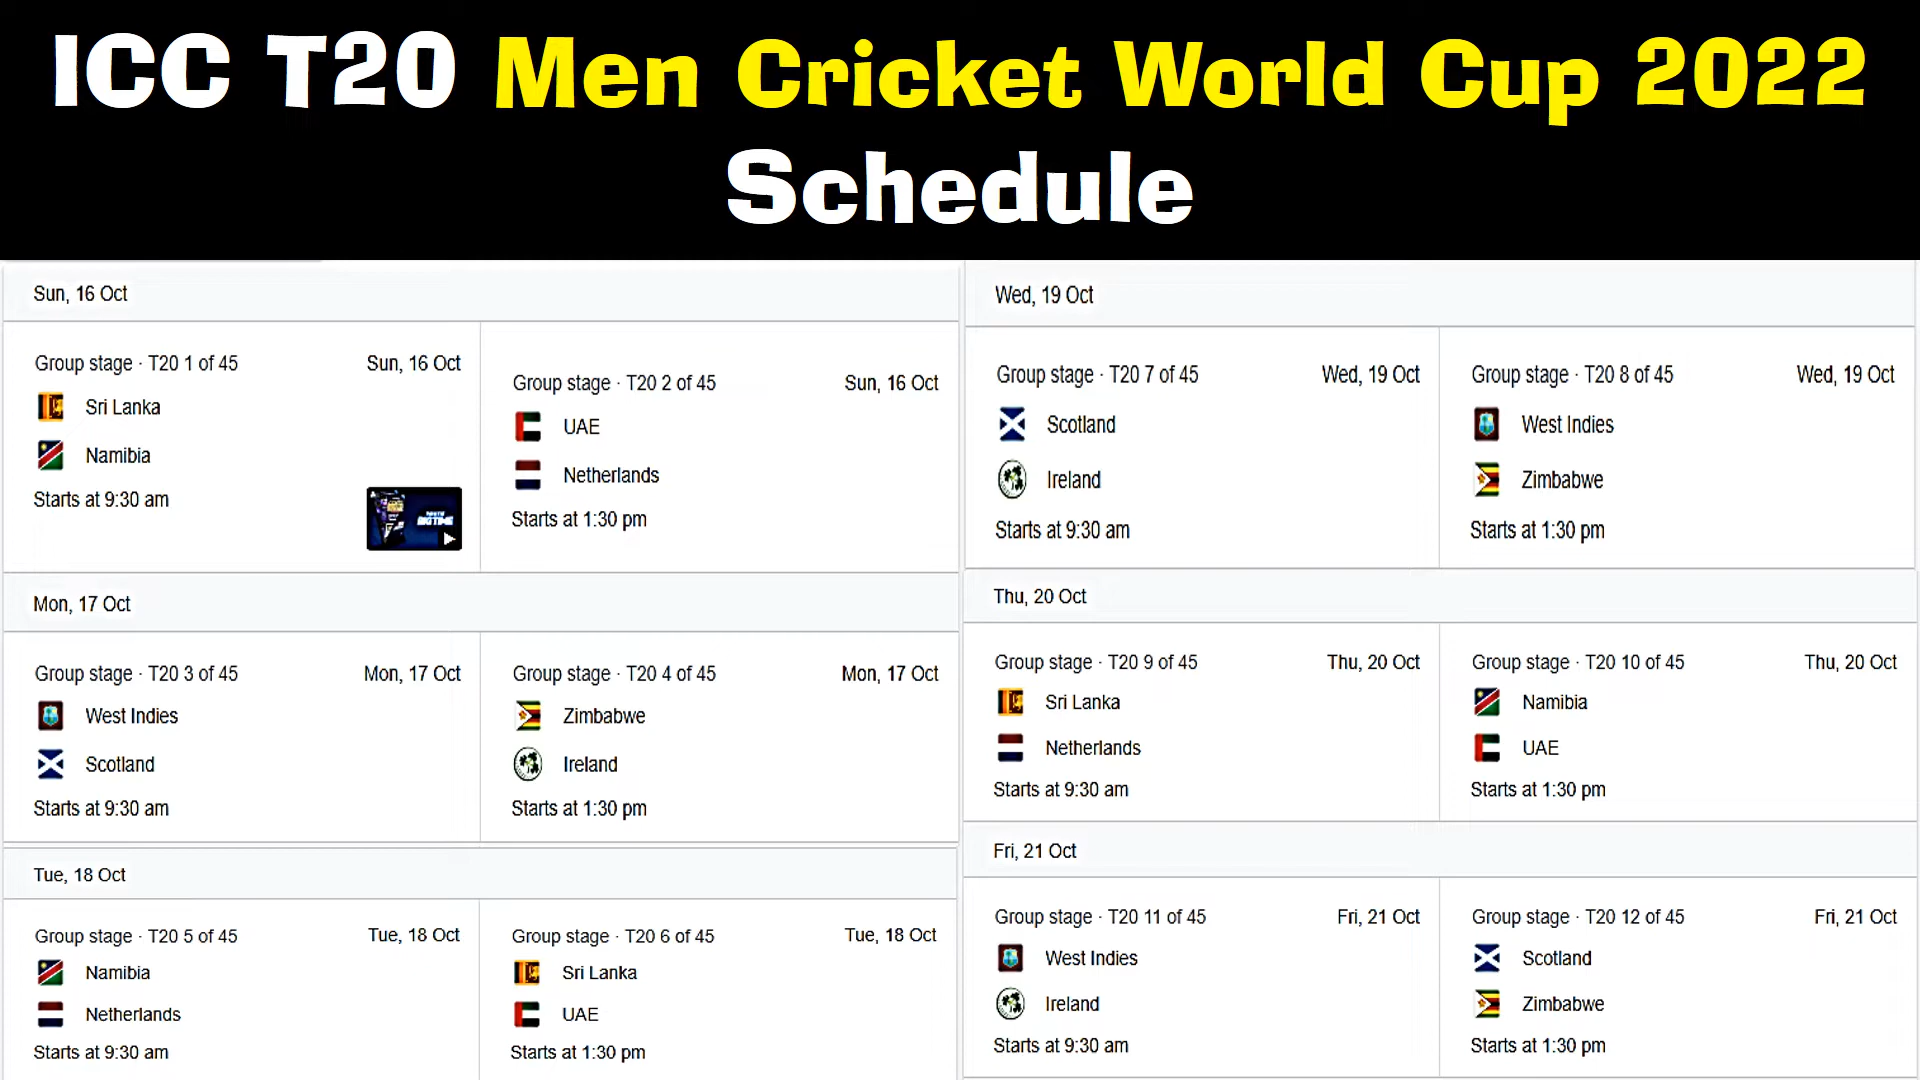 ICC T20 Men Cricket World Cup 2022
Schedule
Sun, 16 Oct
Group stage · T20 1 of 45 Sun, 16 Oct
Sri Lanka
Namibia
Starts at 9:30 am
BIG TIME
Group stage · T20 2 of 45 Sun, 16 Oct
UAE
Netherlands
Starts at 1:30 pm
Mon, 17 Oct
Group stage · T20 3 of 45 Mon, 17 Oct
West Indies
Scotland
Starts at 9:30 am
Group stage · T20 4 of 45 Mon, 17 Oct
Zimbabwe
Ireland
Starts at 1:30 pm
Tue, 18 Oct
Group stage · T20 5 of 45 Tue, 18 Oct
Namibia
Netherlands
Starts at 9:30 am
Group stage · T20 6 of 45 Tue, 18 Oct
Sri Lanka
UAE
Starts at 1:30 pm
Wed, 19 Oct
Group stage · T20 7 of 45 Wed, 19 Oct
Scotland
Ireland
Starts at 9:30 am
Group stage · T20 8 of 45 Wed, 19 Oct
West Indies
Zimbabwe
Starts at 1:30 pm
Thu, 20 Oct
Group stage · T20 9 of 45 Thu, 20 Oct
Sri Lanka
Netherlands
Starts at 9:30 am
Group stage · T20 10 of 45 Thu, 20 Oct
Namibia
UAE
Starts at 1:30 pm
Fri, 21 Oct
Group stage · T20 11 of 45 Fri, 21 Oct
West Indies
Ireland
Starts at 9:30 am
Group stage · T20 12 of 45 Fri, 21 Oct
Scotland
Zimbabwe
Starts at 1:30 pm